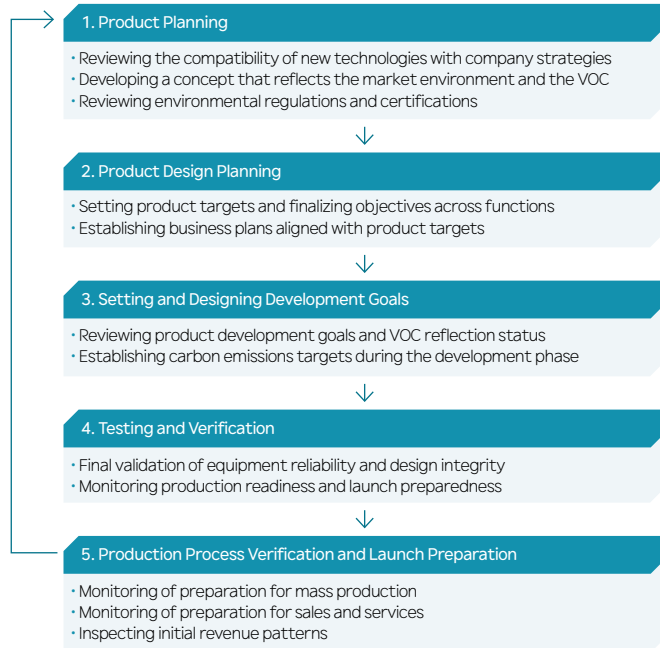 1. Product Planning
• Reviewing the compatibility of new technologies with company strategies
• Developing a concept that reflects the market environment and the VOC
• Reviewing environmental regulations and certifications
2. Product Design Planning
• Setting product targets and finalizing objectives across functions
• Establishing business plans aligned with product targets
3. Setting and Designing Development Goals
• Reviewing product development goals and VOC reflection status
• Establishing carbon emissions targets during the development phase
4. Testing and Verification
• Final validation of equipment reliability and design integrity
• Monitoring production readiness and launch preparedness
5. Production Process Verification and Launch Preparation
• Monitoring of preparation for mass production
• Monitoring of preparation for sales and services
• Inspecting initial revenue patterns